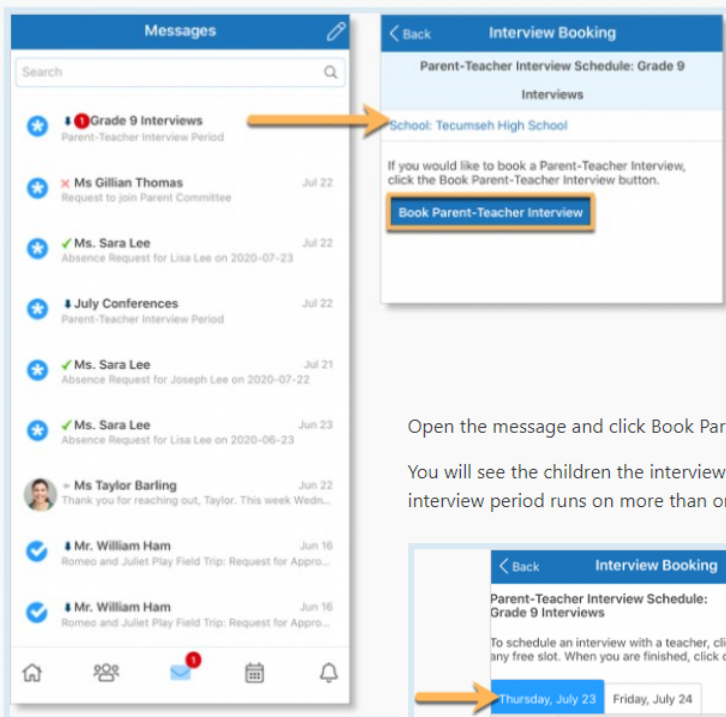 Messages
Search
Grade 9 Interviews
1
Parent-Teacher Interview Period
Ms Gillian Thomas
Jul 22
Request to join Parent Committee
Ms. Sara Lee
Jul 22
Absence Request for Lisa Lee on 2020-07-23
July Conferences
Jul 22
Parent-Teacher Interview Period
Ms. Sara Lee
Jul 21
Absence Request for Joseph Lee on 2020-07-22
Ms. Sara Lee
Jun 23
Absence Request for Lisa Lee on 2020-06-23
Ms Taylor Barling
Jun 22
Thank you for reaching out, Taylor. This week Wedn...
Mr. William Ham
Jun 16
Romeo and Juliet Play Field Trip: Request for Appro...
Mr. William Ham
Jun 16
Romeo and Juliet Play Field Trip: Request for Appro...
1
Back
Interview Booking
Parent-Teacher Interview Schedule: Grade 9
Interviews
School: Tecumseh High School
If you would like to book a Parent-Teacher Interview,
click the Book Parent-Teacher Interview button.
Book Parent-Teacher Interview
Open the message and click Book Par
You will see the children the interview
interview period runs on more than o
Back
Interview Booking
Parent-Teacher Interview Schedule:
Grade 9 Interviews
To schedule an interview with a teacher, cli
any free slot. When you are finished, click
Thursday, July 23
Friday, July 24